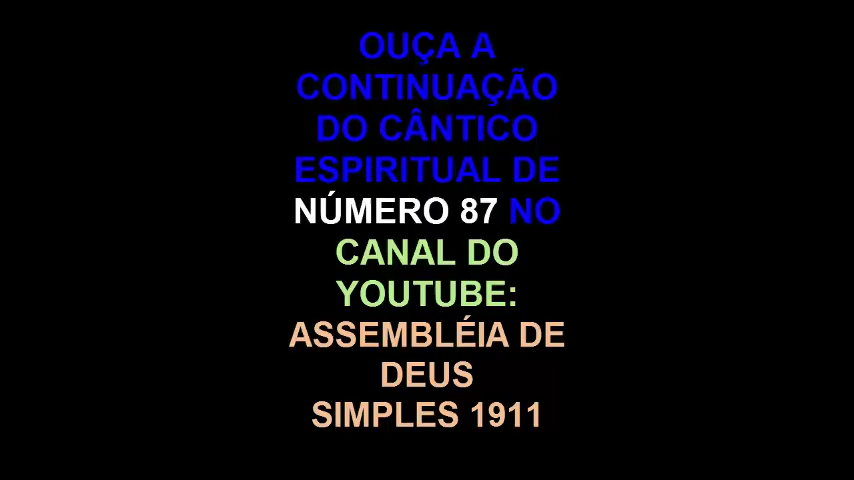 OUÇA A
CONTINUAÇÃO
DO CÂNTICO
ESPIRITUAL DE
NÚMERO 87 NO
CANAL DO
YOUTUBE:
ASSEMBLÉIA DE
DEUS
SIMPLES 1911